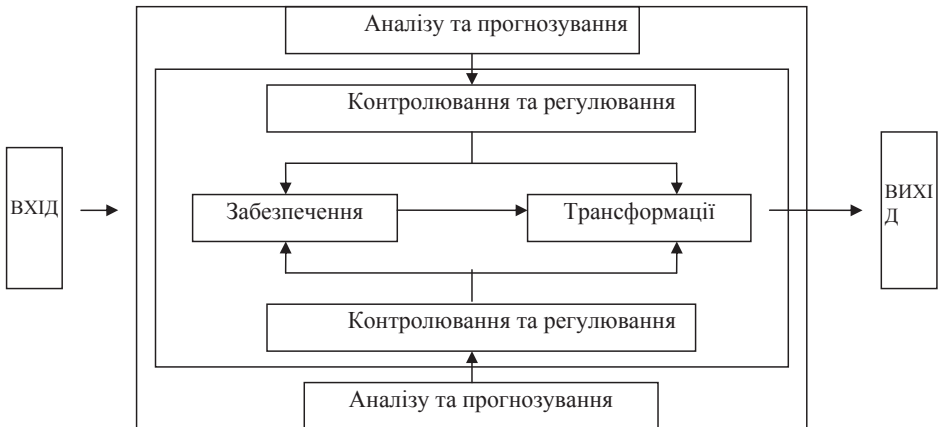 Аналізу та прогнозування
Контролювання та регулювання
ВХІД
Забезпечення
Трансформації
ВИХІ
Д
Контролювання та регулювання
Аналізу та прогнозування